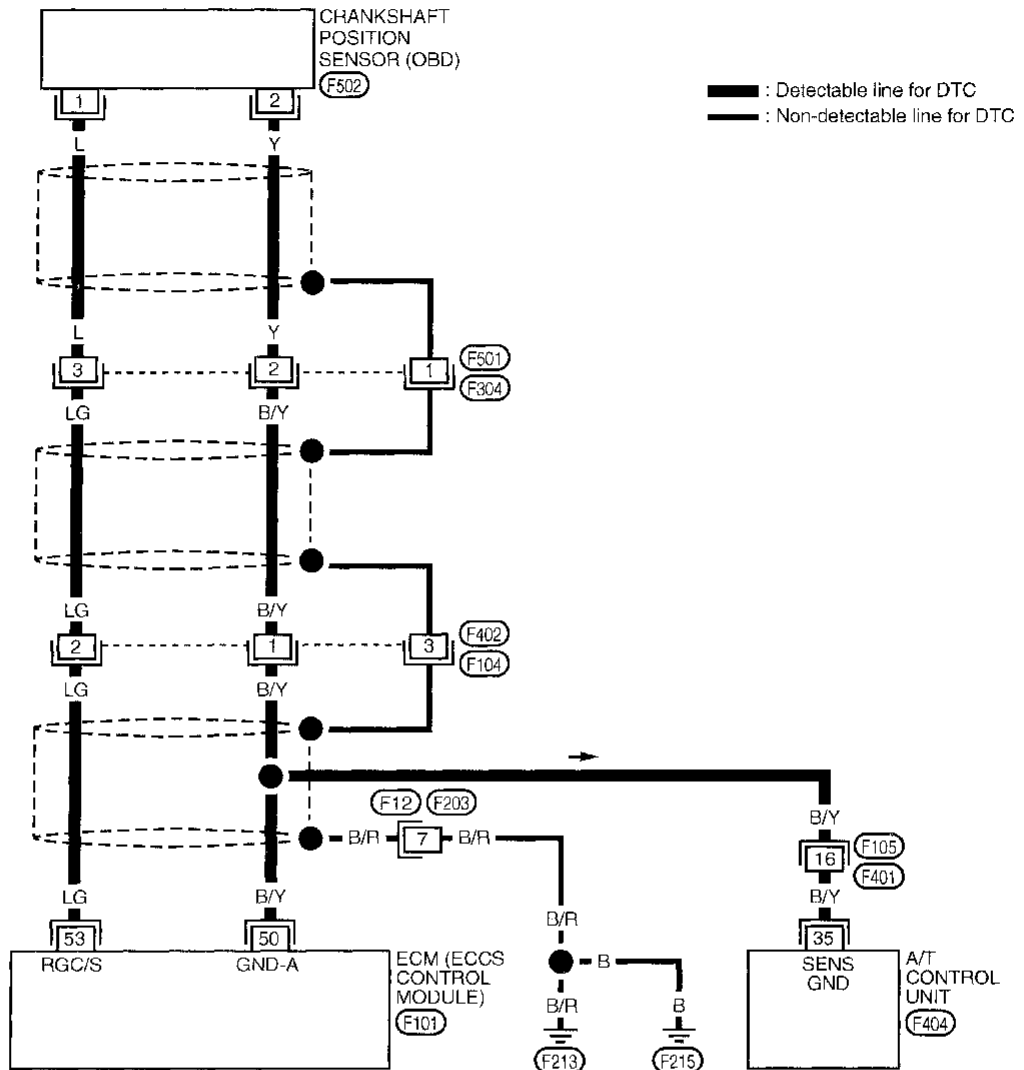 CRANKSHAFT
POSITION
SENSOR (OBD)
F502
: Detectable line for DTC
: Non-detectable line for DTC
1
2
L
Y
L
Y
3
2
1
F501
F304
LG
B/Y
LG
B/Y
2
1
3
F402
F104
LG
B/Y
F12
F203
B/Y
B/R
7
B/R
16
F105
F401
LG
B/Y
B/Y
53
50
B/R
35
RGC/S
GND-A
ECM (ECCS
CONTROL
MODULE)
F101
B
SENS
GND
A/T
CONTROL
UNIT
F404
B/R
B
F213
F215